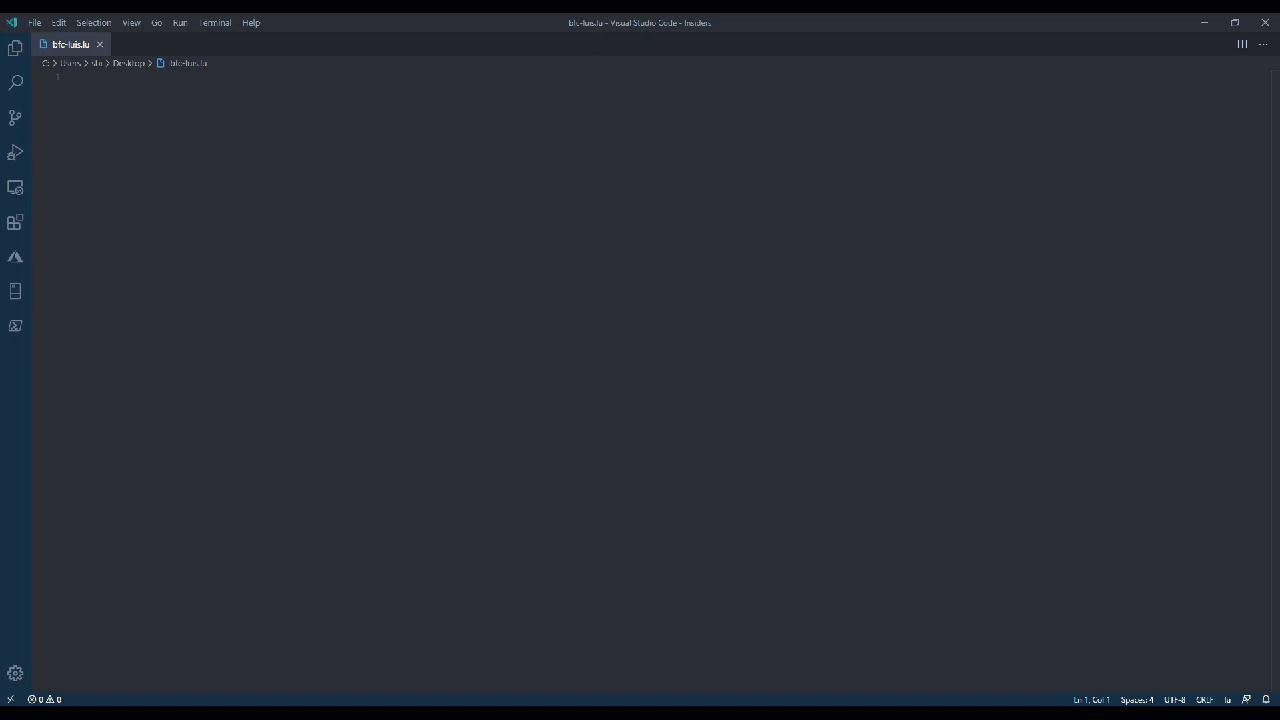 File Edit Selection View Go Run Terminal Help bfc-luis.lu - Visual Studio Code - Insiders
bfc-luis.lu
C: > Users > sbi > Desktop > bfc-luis.lu
1
0 0 Ln 1, Col 1 Spaces: 4 UTF-8 CRLF lu